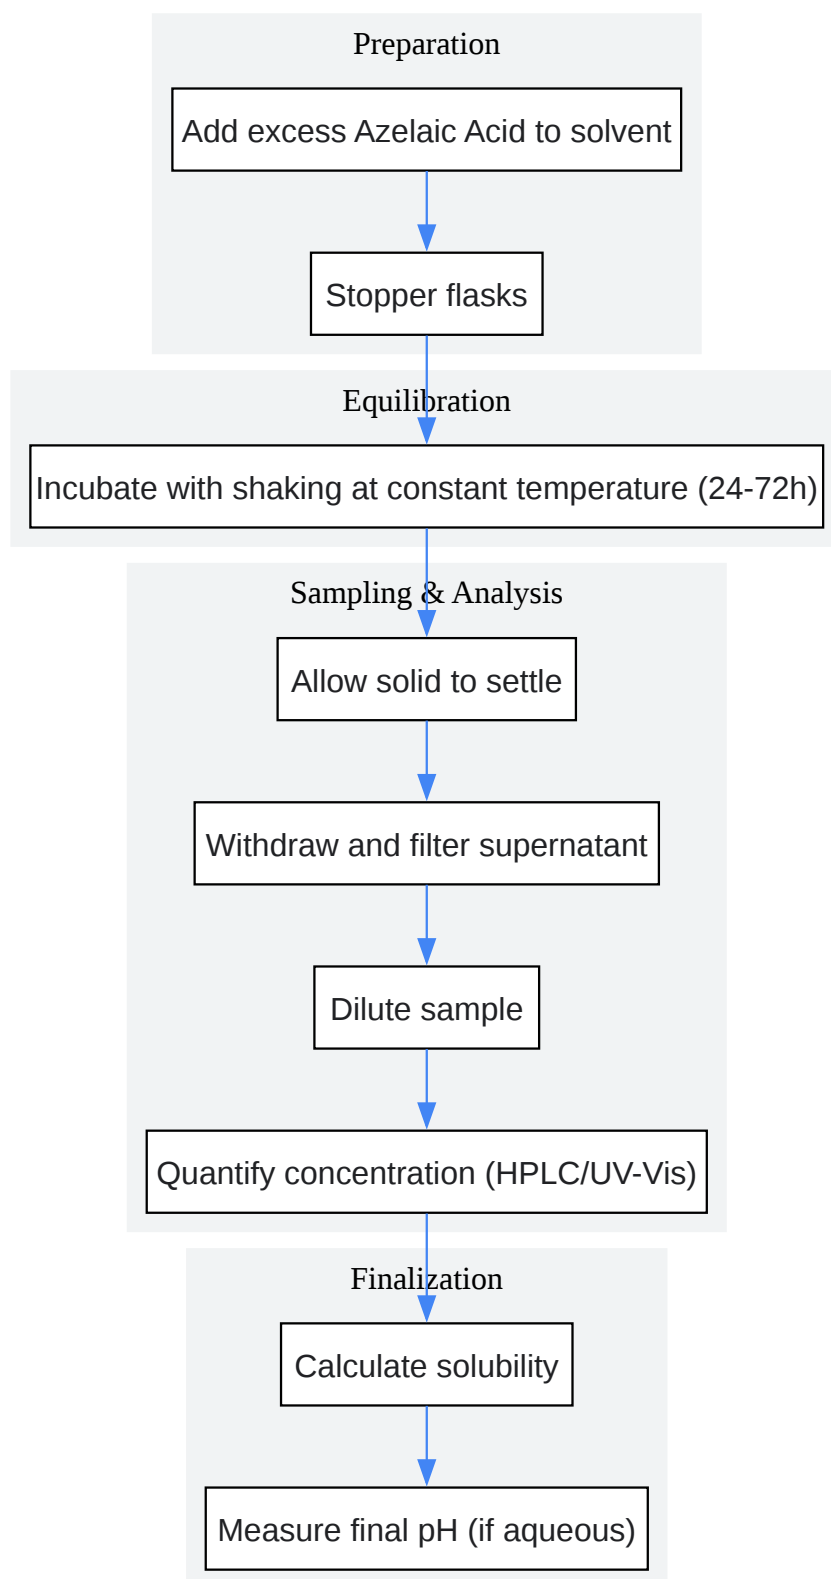 Preparation
Add excess Azelaic Acid to solvent
Stopper flasks
Equilibration
Incubate with shaking at constant temperature (24-72h)
Sampling & Analysis
Allow solid to settle
Withdraw and filter supernatant
Dilute sample
Quantify concentration (HPLC/UV-Vis)
Finalization
Calculate solubility
Measure final pH (if aqueous)